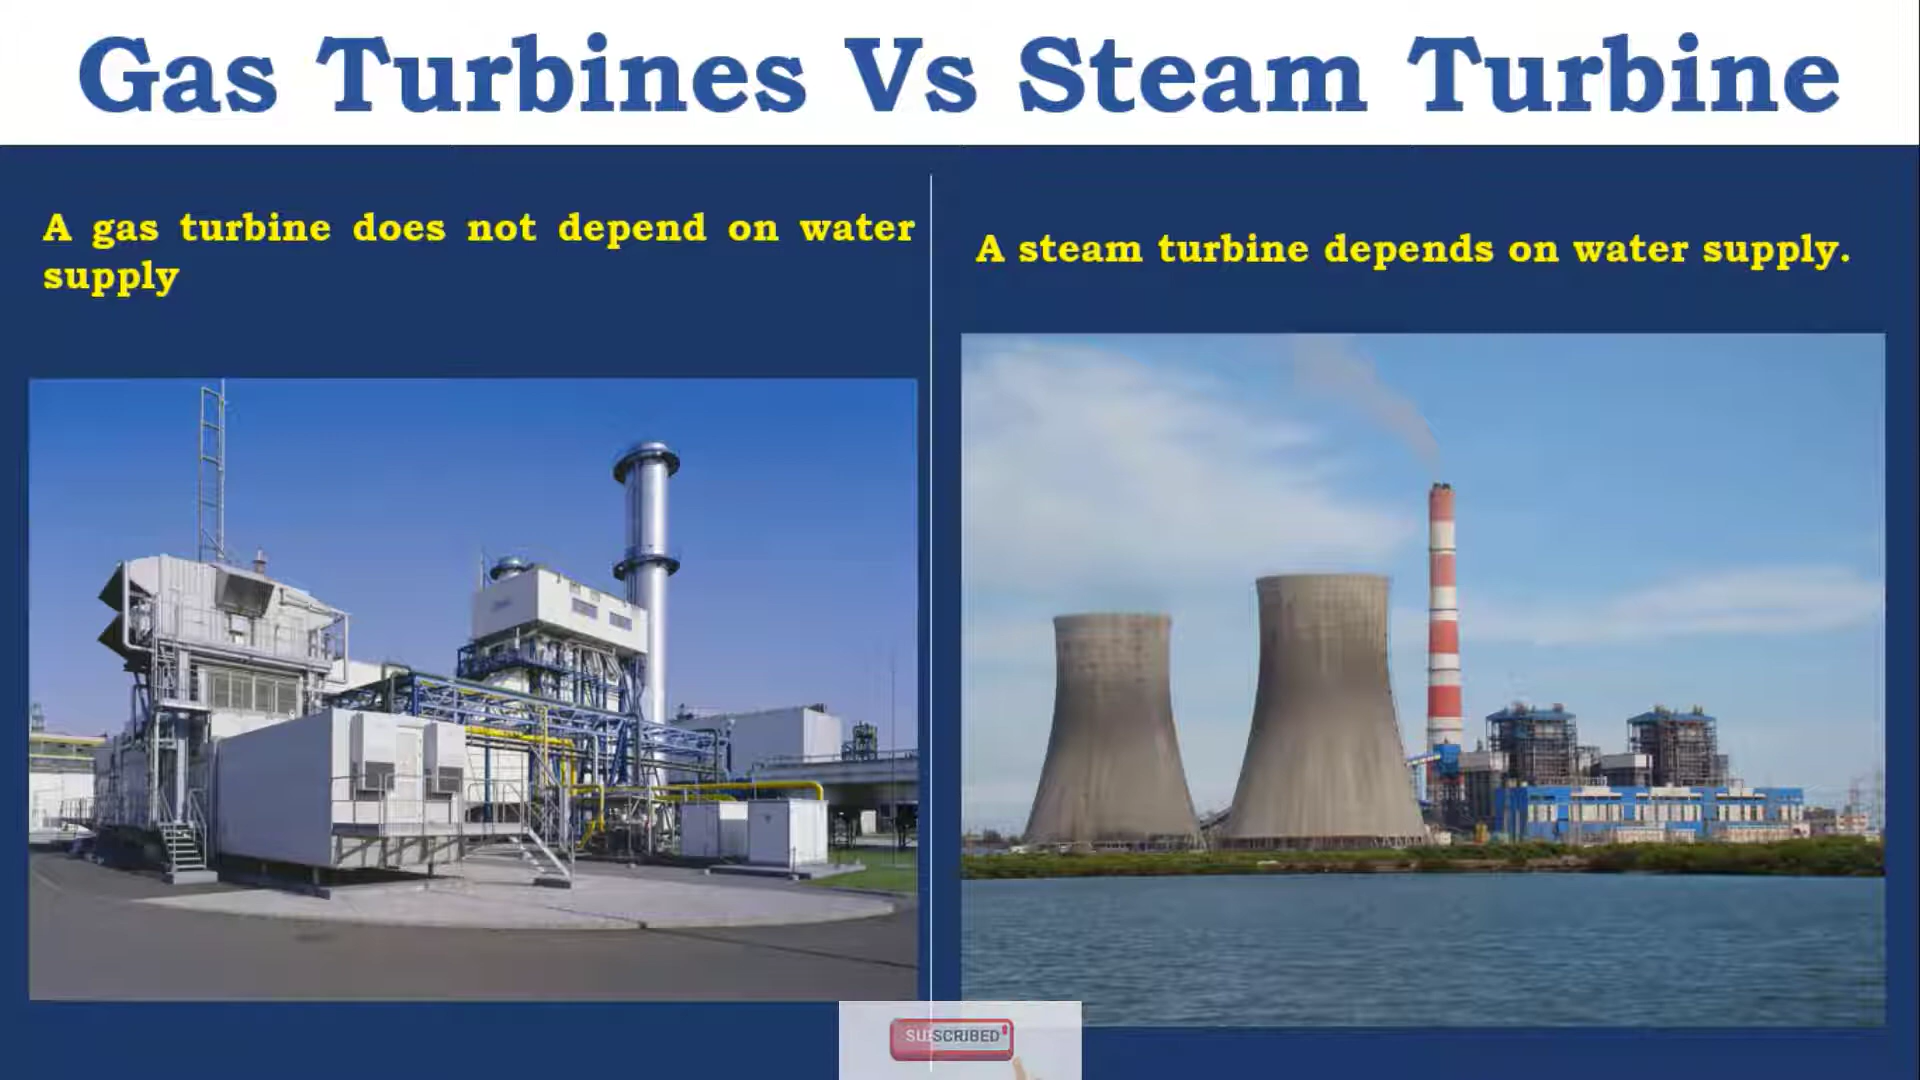 Gas Turbines Vs Steam Turbine
A gas turbine does not depend on water
supply
A steam turbine depends on water supply.
SUBSCRIBED